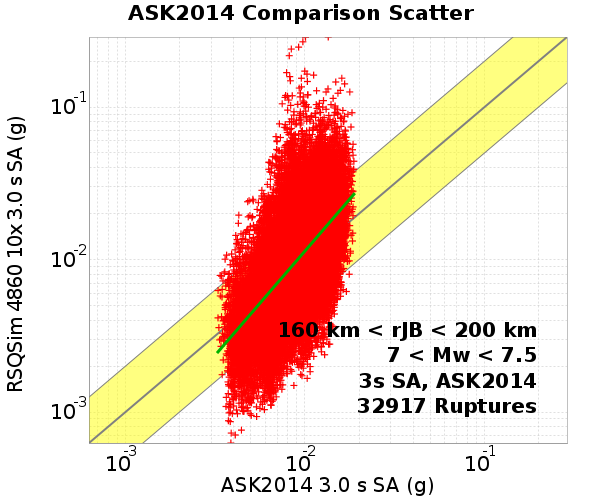 ASK2014 Comparison Scatter
RSQSim 4860 10x 3.0 s SA (g)
10-1
10-2
10-3
160 km < rJB < 200 km
7 < Mw < 7.5
3s SA, ASK2014
32917 Ruptures
10-3 10-2 10-1
ASK2014 3.0 s SA (g)